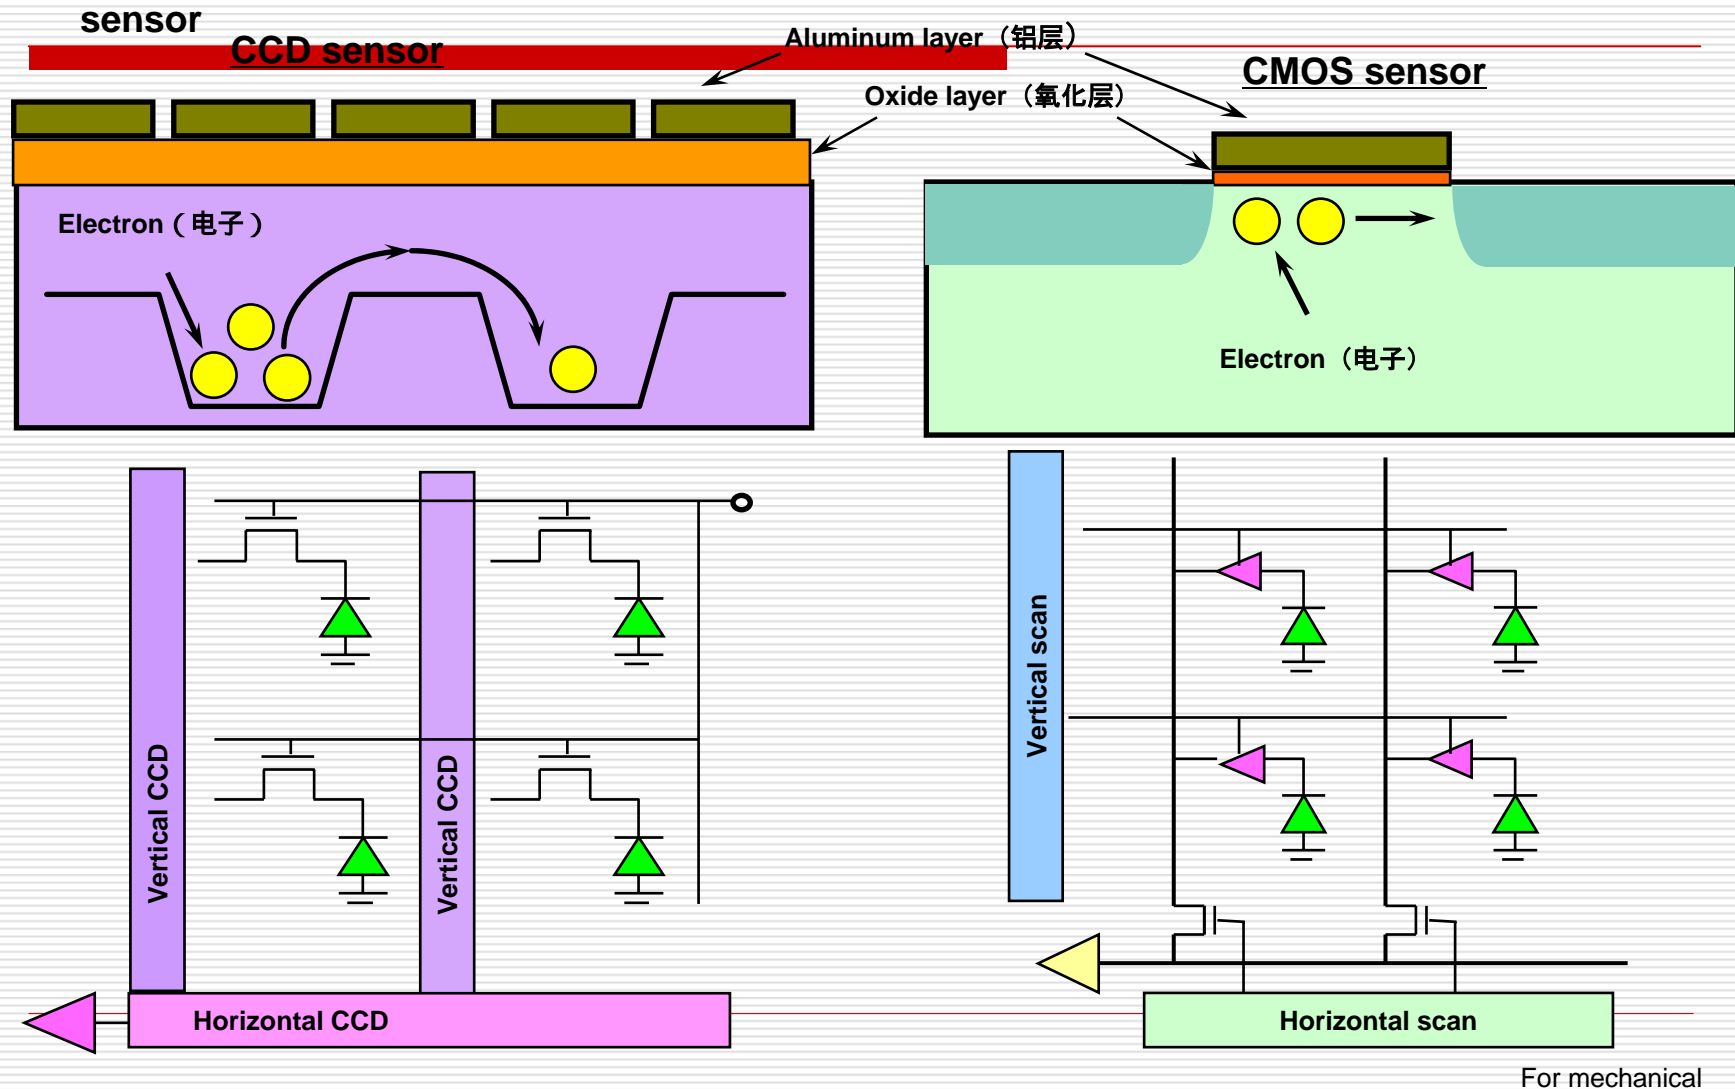 sensor
CCD sensor
Aluminum layer（铝层）
CMOS sensor
Oxide layer（氧化层）
Electron（电子）
Electron（电子）
Vertical CCD
Vertical CCD
Vertical scan
Horizontal CCD
Horizontal scan
For mechanical